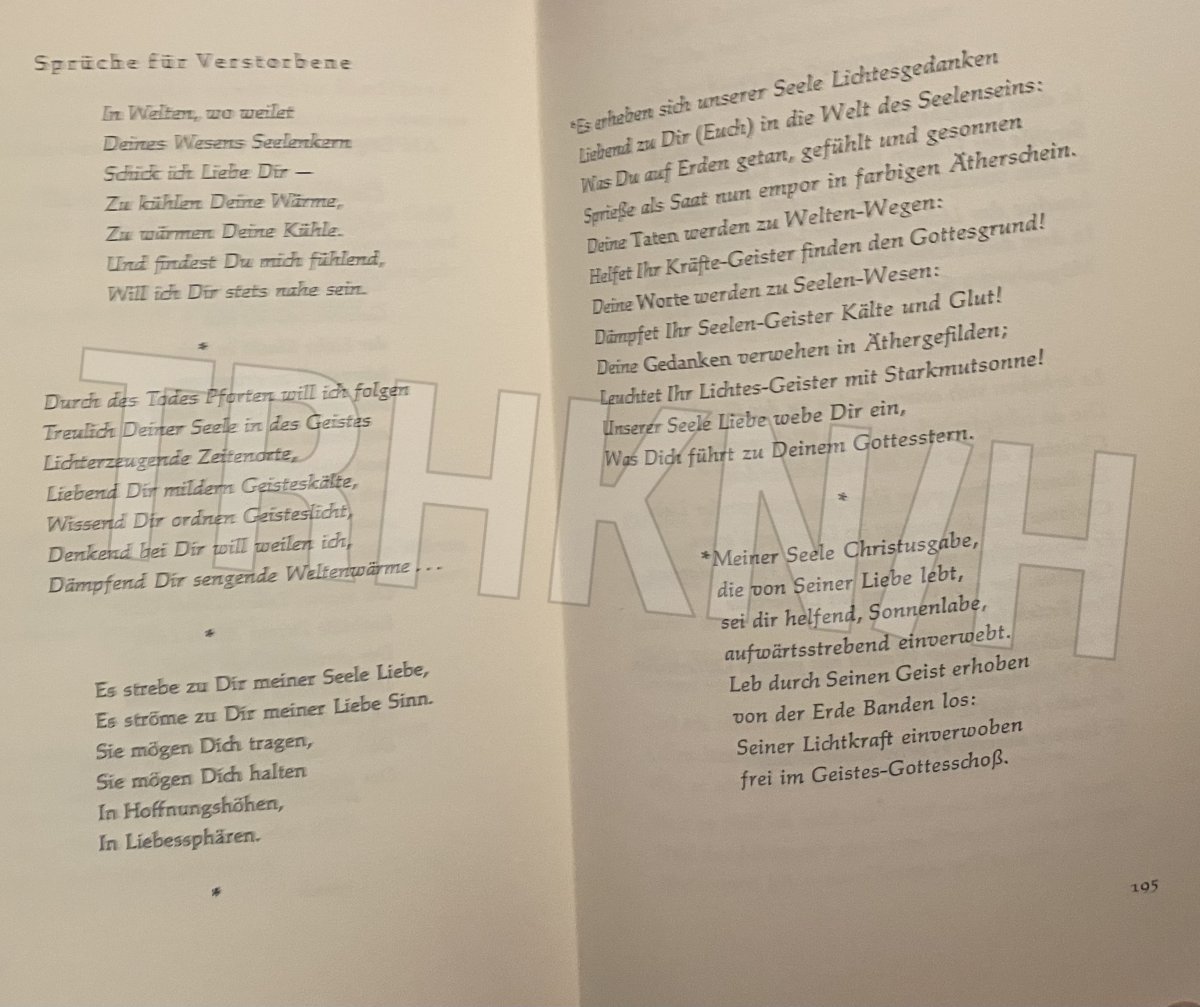 Sprüche für Verstorbene
In Welten, wo weilet
Deines Wesens Seelenkern
Schick ich Liebe Dir —
Zu kühlen Deine Wärme,
Zu wärmen Deine Kühle.
Und findest Du mich fühlend,
Will ich Dir stets nahe sein.
*
Durch des Todes Pforten will ich folgen
Treulich Deiner Seele in des Geistes
Lichterzeugende Zeitenorte,
Liebend Dir mildern Geisteskälte,
Wissend Dir ordnen Geisteslicht,
Denkend bei Dir will weilen ich,
Dämpfend Dir sengende Weltenwärme . . .
*
Es strebe zu Dir meiner Seele Liebe,
Es ströme zu Dir meiner Liebe Sinn.
Sie mögen Dich tragen,
Sie mögen Dich halten
In Hoffnungshöhen,
In Liebessphären.
*
*Es erheben sich unserer Seele Lichtesgedanken
Liebend zu Dir (Euch) in die Welt des Seelenseins:
Was Du auf Erden getan, gefühlt und gesonnen
Sprieße als Saat nun empor in farbigen Ätherschein.
Deine Taten werden zu Welten-Wegen:
Helfet Ihr Kräfte-Geister finden den Gottesgrund!
Deine Worte werden zu Seelen-Wesen:
Dämpfet Ihr Seelen-Geister Kälte und Glut!
Deine Gedanken verwehen in Äthergefilden;
Leuchtet Ihr Lichtes-Geister mit Starkmutsonne!
Unserer Seele Liebe webe Dir ein,
Was Dich führt zu Deinem Gottesstern.
*
*Meiner Seele Christusgabe,
die von Seiner Liebe lebt,
sei dir helfend, Sonnenlabe,
aufwärtsstrebend einverwebt.
Leb durch Seinen Geist erhoben
von der Erde Banden los:
Seiner Lichtkraft einverwoben
frei im Geistes-Gottesschoß.
195